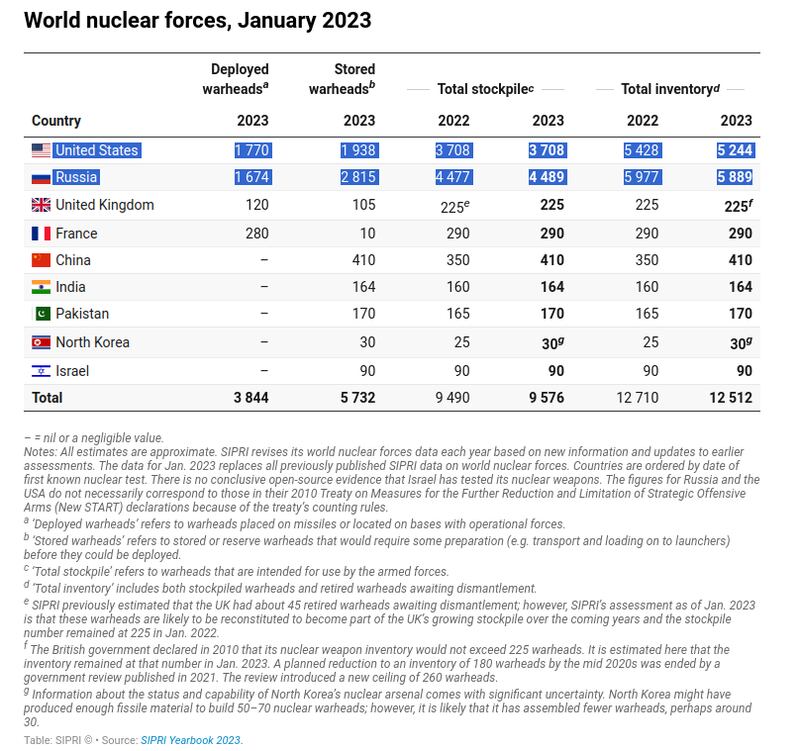 World nuclear forces, January 2023
Deployed warheadsᵃ Stored warheadsᵇ Total stockpileᶜ Total inventoryᵈ
Country 2023 2023 2022 2023 2022 2023
United States 1 770 1 938 3 708 3 708 5 428 5 244
Russia 1 674 2 815 4 477 4 489 5 977 5 889
United Kingdom 120 105 225ᵉ 225 225 225ᶠ
France 280 10 290 290 290 290
China – 410 350 410 350 410
India – 164 160 164 160 164
Pakistan – 170 165 170 165 170
North Korea – 30 25 30ᵍ 25 30ᵍ
Israel – 90 90 90 90 90
Total 3 844 5 732 9 490 9 576 12 710 12 512
– = nil or a negligible value.
Notes: All estimates are approximate. SIPRI revises its world nuclear forces data each year based on new information and updates to earlier
assessments. The data for Jan. 2023 replaces all previously published SIPRI data on world nuclear forces. Countries are ordered by date of
first known nuclear test. There is no conclusive open-source evidence that Israel has tested its nuclear weapons. The figures for Russia and the
USA do not necessarily correspond to those in their 2010 Treaty on Measures for the Further Reduction and Limitation of Strategic Offensive
Arms (New START) declarations because of the treaty's counting rules.
ᵃ 'Deployed warheads' refers to warheads placed on missiles or located on bases with operational forces.
ᵇ 'Stored warheads' refers to stored or reserve warheads that would require some preparation (e.g. transport and loading on to launchers)
before they could be deployed.
ᶜ 'Total stockpile' refers to warheads that are intended for use by the armed forces.
ᵈ 'Total inventory' includes both stockpiled warheads and retired warheads awaiting dismantlement.
ᵉ SIPRI previously estimated that the UK had about 45 retired warheads awaiting dismantlement; however, SIPRI's assessment as of Jan. 2023
is that these warheads are likely to be reconstituted to become part of the UK's growing stockpile over the coming years and the stockpile
number remained at 225 in Jan. 2022.
ᶠ The British government declared in 2010 that its nuclear weapon inventory would not exceed 225 warheads. It is estimated here that the
inventory remained at that number in Jan. 2023. A planned reduction to an inventory of 180 warheads by the mid 2020s was ended by a
government review published in 2021. The review introduced a new ceiling of 260 warheads.
ᵍ Information about the status and capability of North Korea's nuclear arsenal comes with significant uncertainty. North Korea might have
produced enough fissile material to build 50–70 nuclear warheads; however, it is likely that it has assembled fewer warheads, perhaps around
30.
Table: SIPRI © • Source: SIPRI Yearbook 2023.